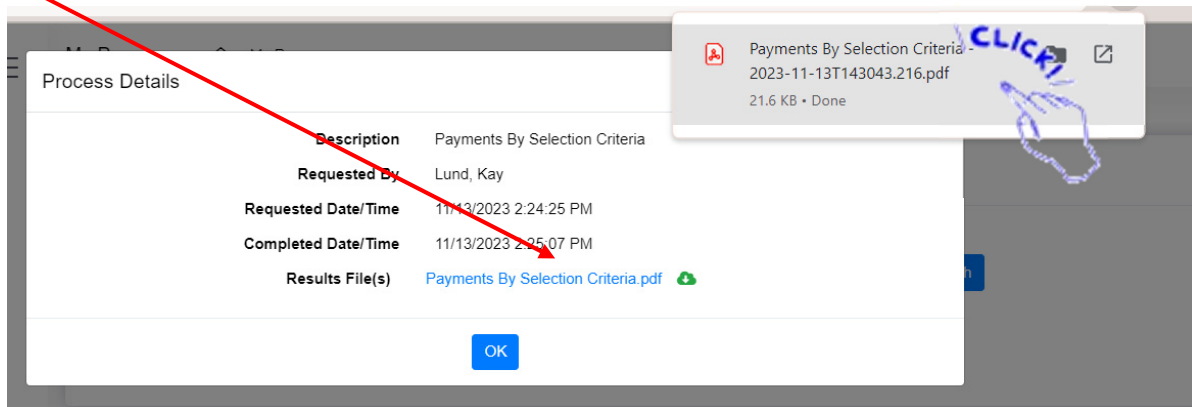 Process Details
Description Payments By Selection Criteria
Requested By Lund, Kay
Requested Date/Time 11/13/2023 2:24:25 PM
Completed Date/Time 11/13/2023 2:25:07 PM
Results File(s) Payments By Selection Criteria.pdf
OK
Payments By Selection Criteria -
2023-11-13T143043.216.pdf
21.6 KB • Done
CLICK!